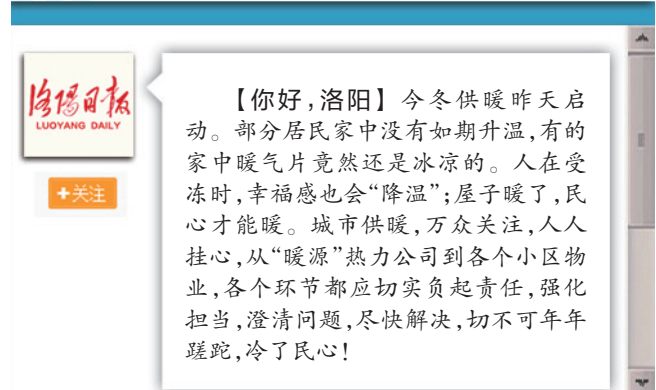 洛阳日报
LUOYANG DAILY
+关注
【你好,洛阳】今冬供暖昨天启
动。部分居民家中没有如期升温,有的
家中暖气片竟然还是冰凉的。人在受
冻时,幸福感也会“降温”;屋子暖了,民
心才能暖。城市供暖,万众关注,人人
挂心,从“暖源”热力公司到各个小区物
业,各个环节都应切实负起责任,强化
担当,澄清问题,尽快解决,切不可年年
蹉跎,冷了民心!